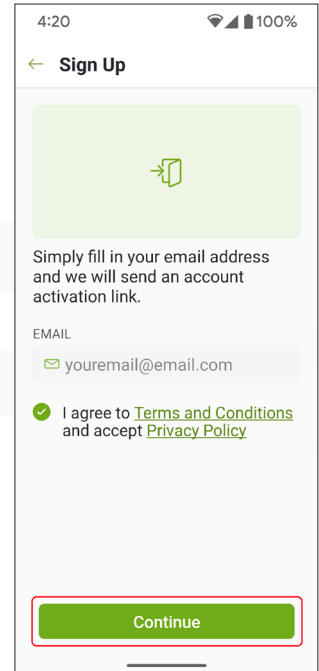 4:20 100%
Sign Up
Simply fill in your email address
and we will send an account
activation link.
EMAIL
youremail@email.com
I agree to Terms and Conditions
and accept Privacy Policy
Continue